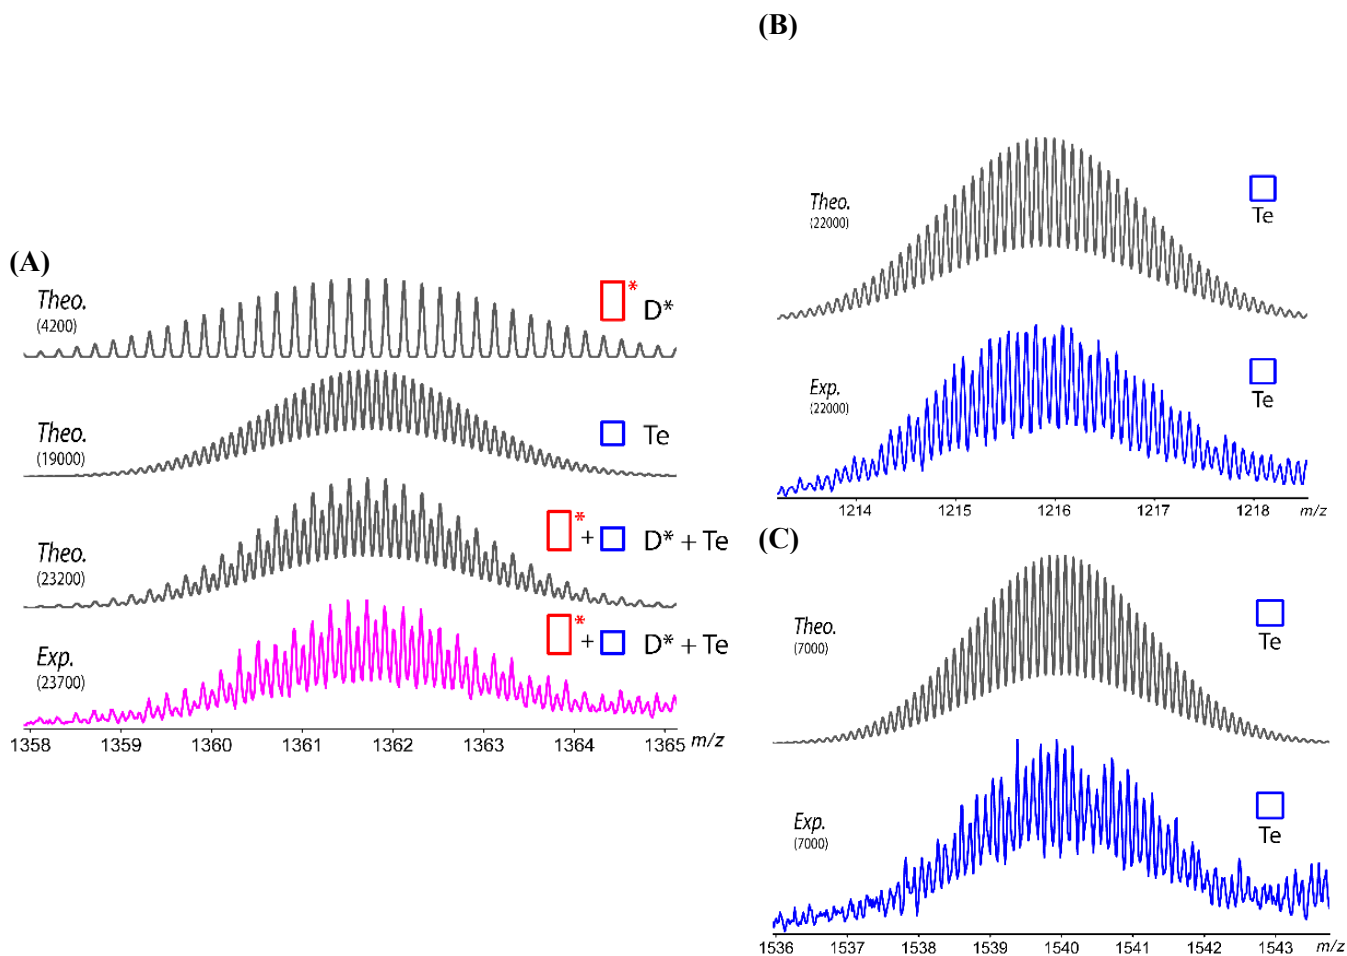 (A)
Theo.
(4200)
* D*
Theo.
(19000)
Te
Theo.
(23200)
* + D* + Te
Exp.
(23700)
* + D* + Te
1358 1359 1360 1361 1362 1363 1364 1365 m/z
(B)
Theo.
(22000)
Te
Exp.
(22000)
Te
1214 1215 1216 1217 1218 m/z
(C)
Theo.
(7000)
Te
Exp.
(7000)
Te
1536 1537 1538 1539 1540 1541 1542 1543 m/z